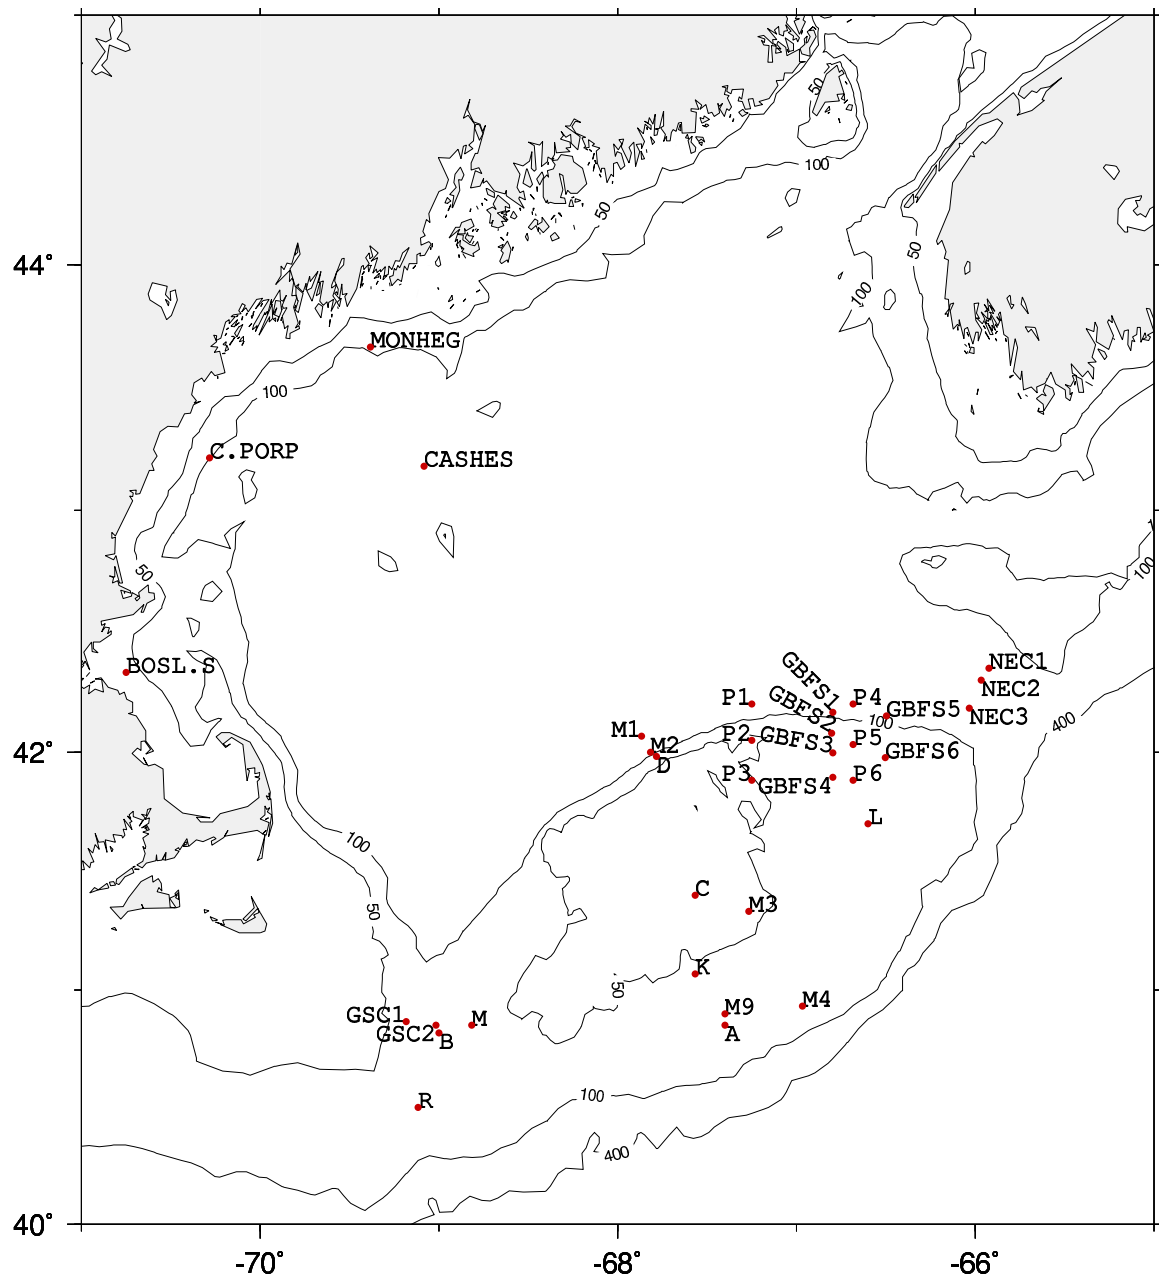 50
100
50
50
44°
100
MONHEG
100
C.PORP
CASHES
50
100
BOSL.S
GBFS1
NEC1
GBFS2
NEC2
P1
P4
GBFS5
NEC3
100
400
M1
M2
P2
GBFS3
P5
42°
D
GBFS6
P3
GBFS4
P6
L
100
C
M3
50
K
50
GSC1
M
M9
M4
GSC2
B
A
R
100
400
40°
-70°
-68°
-66°